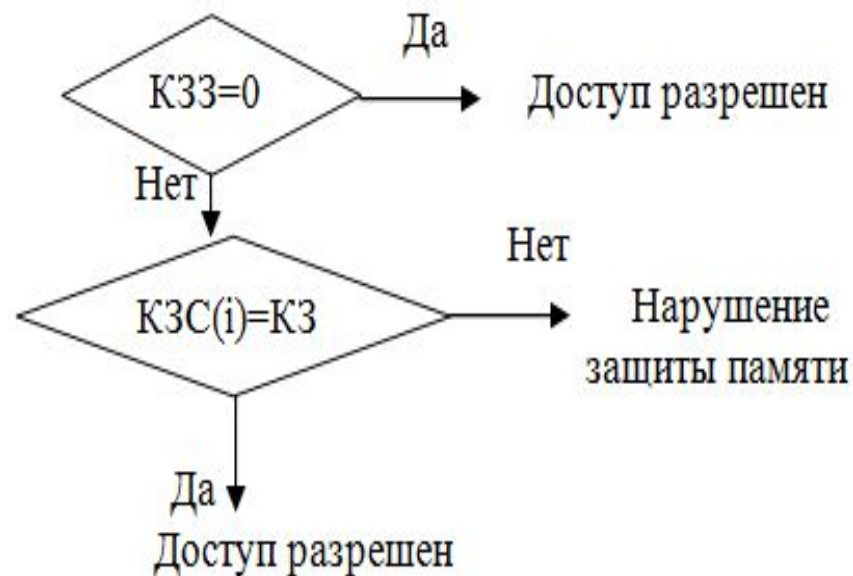 Да
КЗЗ=0
Доступ разрешен
Нет
Нет
КЗС(i)=КЗ
Нарушение
защиты памяти
Да
Доступ разрешен